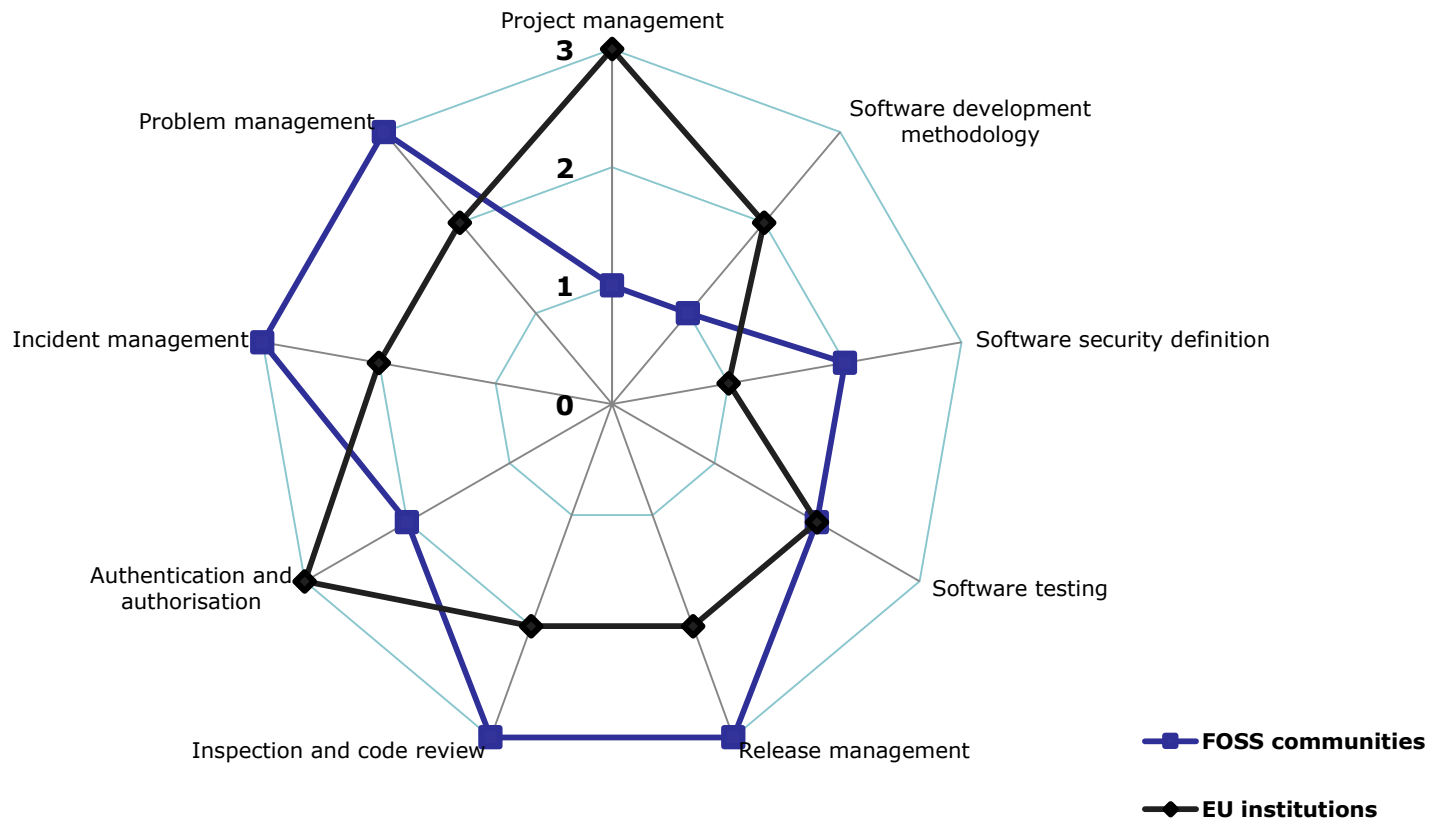 Project management
3
Software development
methodology
Problem management
2
1
Incident management
Software security definition
0
Authentication and
authorisation
Software testing
Inspection and code review
Release management
FOSS communities
EU institutions